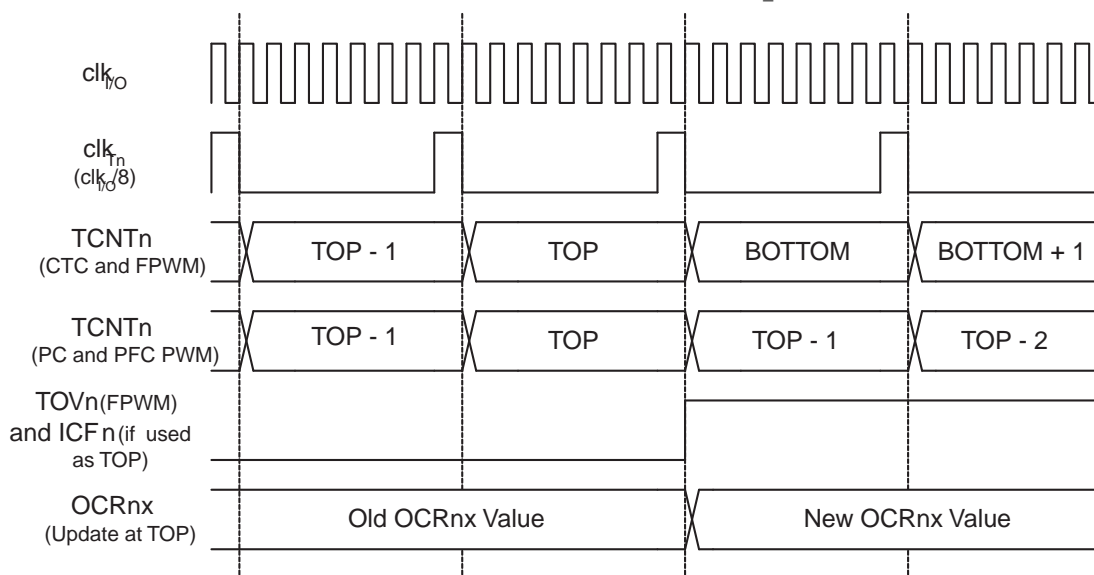 clkI/O
clkTn
(clkI/O/8)
TCNTn
(CTC and FPWM)
TOP - 1
TOP
BOTTOM
BOTTOM + 1
TCNTn
(PC and PFC PWM)
TOP - 1
TOP
TOP - 1
TOP - 2
TOVn(FPWM)
and ICFn(if used
as TOP)
OCRnx
(Update at TOP)
Old OCRnx Value
New OCRnx Value